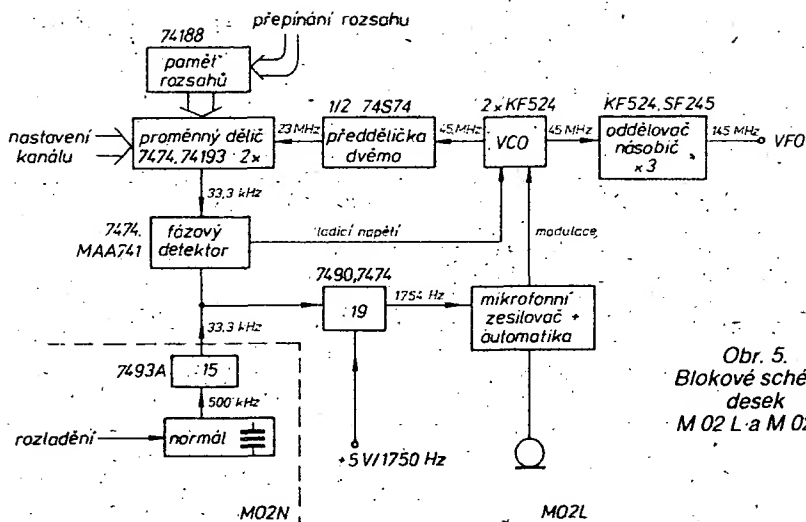 přepínání rozsahu
74188
paměť
rozsahů
nastavení
kanálu
proměnný dělič
7474, 74193 2×
23 MHz
1/2 74S74
předdělička
dvěma
45 MHz
2×KF524
VCO
45 MHz
KF524, SF245
oddělovač
násobič
×3
145 MHz
VFO
33,3 kHz
7474,
MAA741
fázový
detektor
ladicí napětí
modulace
7490,7474
19
1754 Hz
mikrofonní
zesilovač +
automatika
33,3 kHz
7493A
15
500 kHz
rozladění
normál
+5 V/1750 Hz
M02N
M02L
Obr. 5.
Blokové sché
desek
M 02 L a M 02